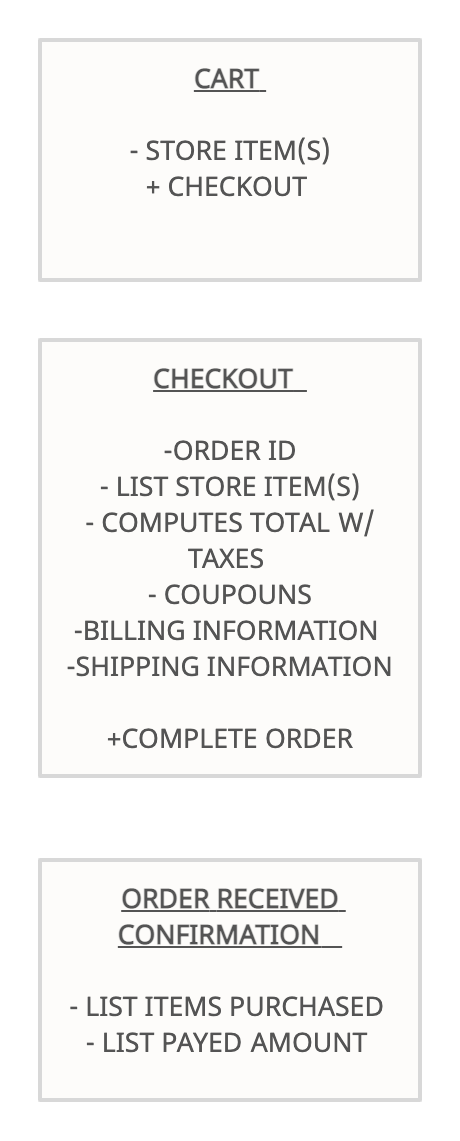 CART
- STORE ITEM(S)
+ CHECKOUT
CHECKOUT
-ORDER ID
- LIST STORE ITEM(S)
- COMPUTES TOTAL W/
TAXES
- COUPOUNS
-BILLING INFORMATION
-SHIPPING INFORMATION
+COMPLETE ORDER
ORDER RECEIVED
CONFIRMATION
- LIST ITEMS PURCHASED
- LIST PAYED AMOUNT